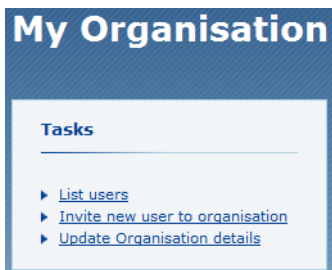 My Organisation
Tasks
List users
Invite new user to organisation
Update Organisation details